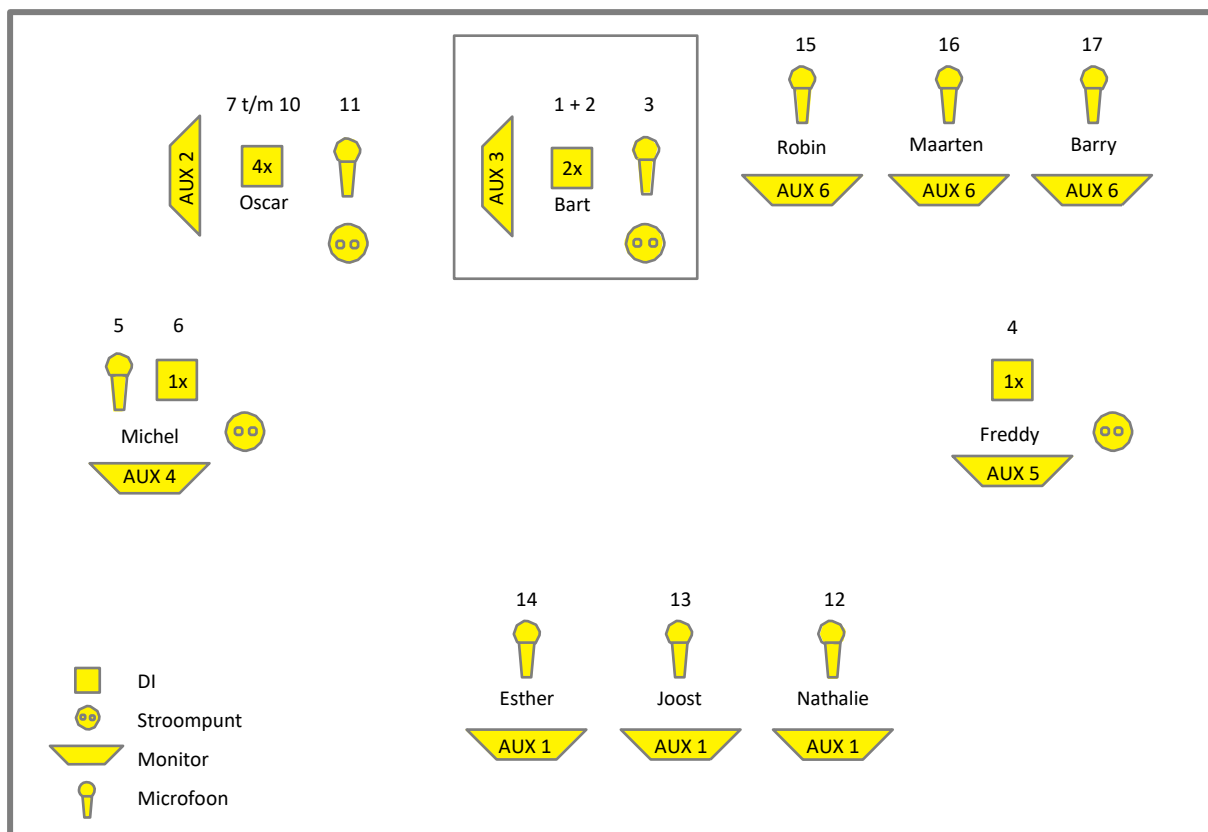 15 16 17
7 t/m 10 11 1 + 2 3
Robin Maarten Barry
AUX 2 4x AUX 3 2x
AUX 6 AUX 6 AUX 6
Oscar Bart
5 6 4
1x 1x
Michel Freddy
AUX 4 AUX 5
14 13 12
Esther Joost Nathalie
AUX 1 AUX 1 AUX 1
DI
Stroompunt
Monitor
Microfoon